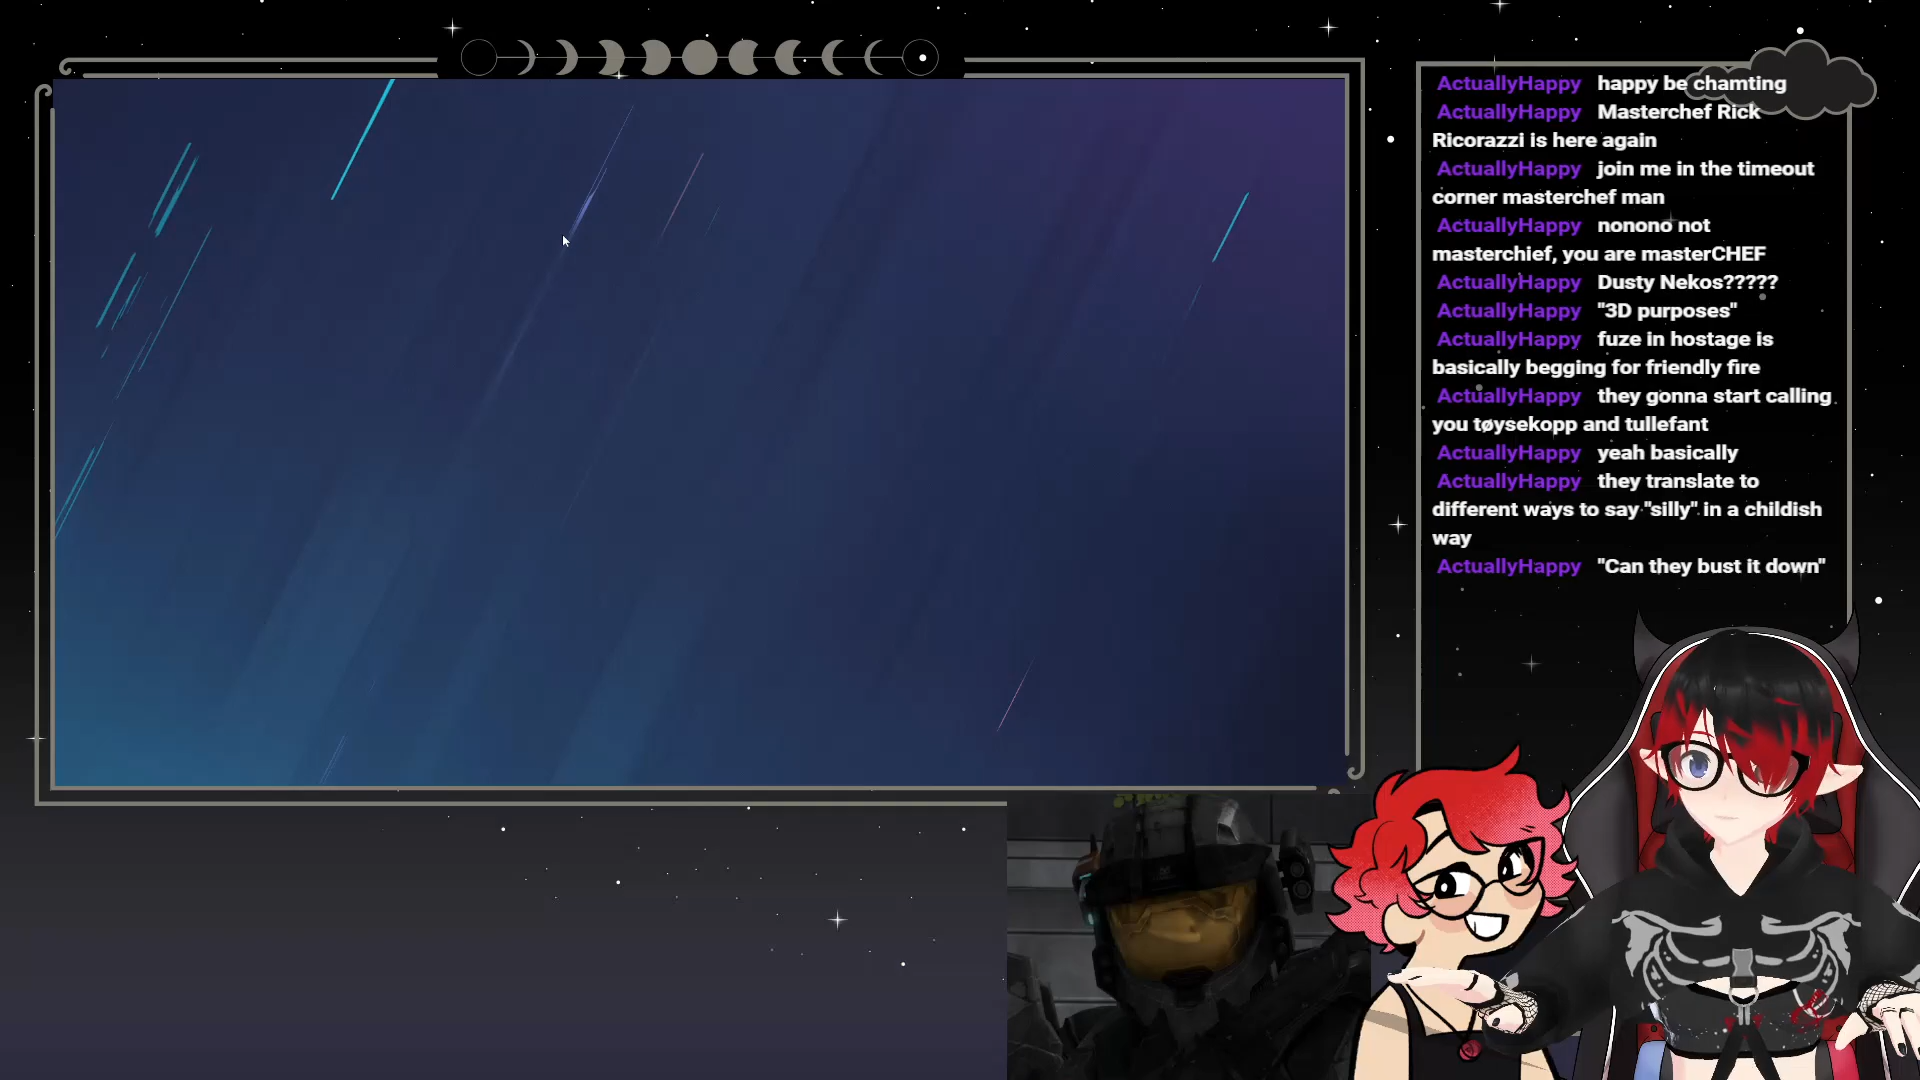 ActuallyHappy happy be chamting
ActuallyHappy Masterchef Rick
Ricorazzi is here again
ActuallyHappy join me in the timeout
corner masterchef man
ActuallyHappy nonono not
masterchief, you are masterCHEF
ActuallyHappy Dusty Nekos?????
ActuallyHappy "3D purposes"
ActuallyHappy fuze in hostage is
basically begging for friendly fire
ActuallyHappy they gonna start calling
you tøysekopp and tullefant
ActuallyHappy yeah basically
ActuallyHappy they translate to
different ways to say "silly" in a childish
way
ActuallyHappy "Can they bust it down"